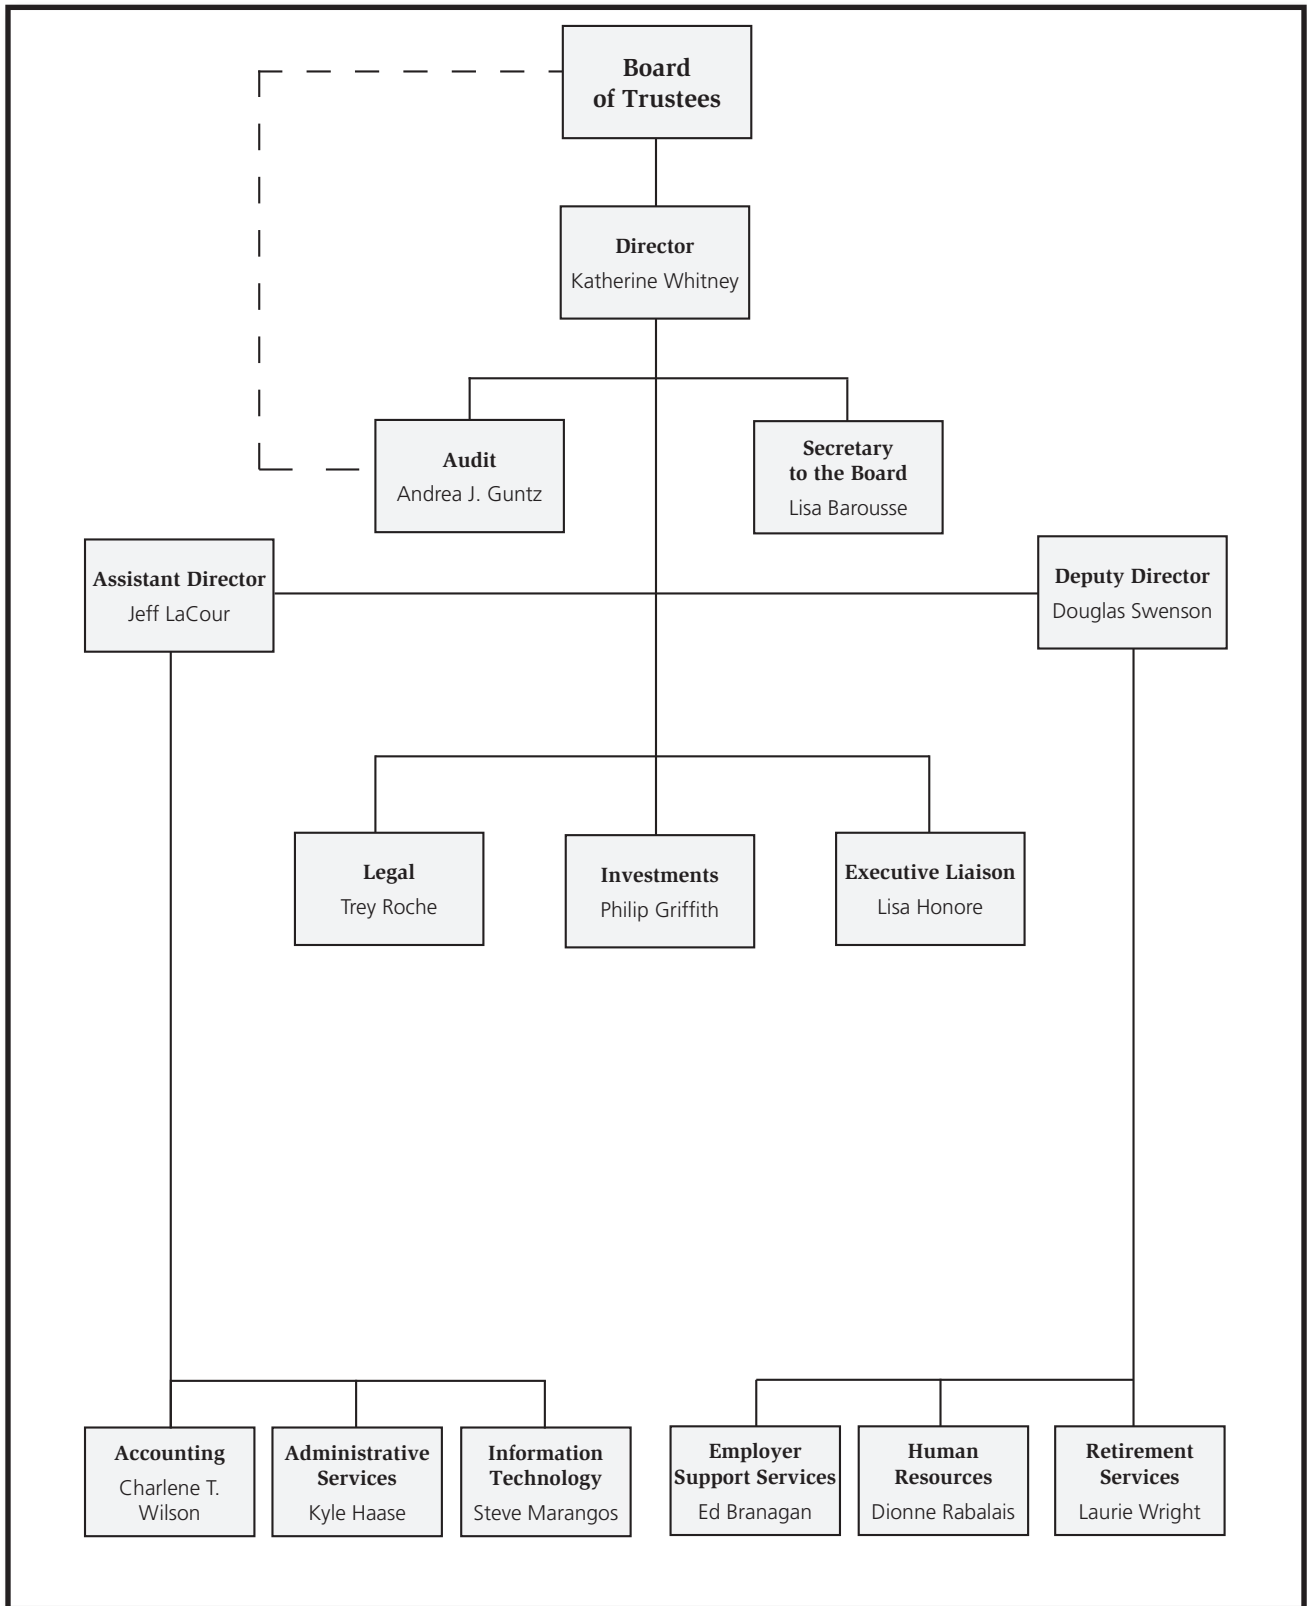 Board
of Trustees
Director
Katherine Whitney
Audit
Andrea J. Guntz
Secretary
to the Board
Lisa Barousse
Assistant Director
Jeff LaCour
Deputy Director
Douglas Swenson
Legal
Trey Roche
Investments
Philip Griffith
Executive Liaison
Lisa Honore
Accounting
Charlene T.
Wilson
Administrative
Services
Kyle Haase
Information
Technology
Steve Marangos
Employer
Support Services
Ed Branagan
Human
Resources
Dionne Rabalais
Retirement
Services
Laurie Wright